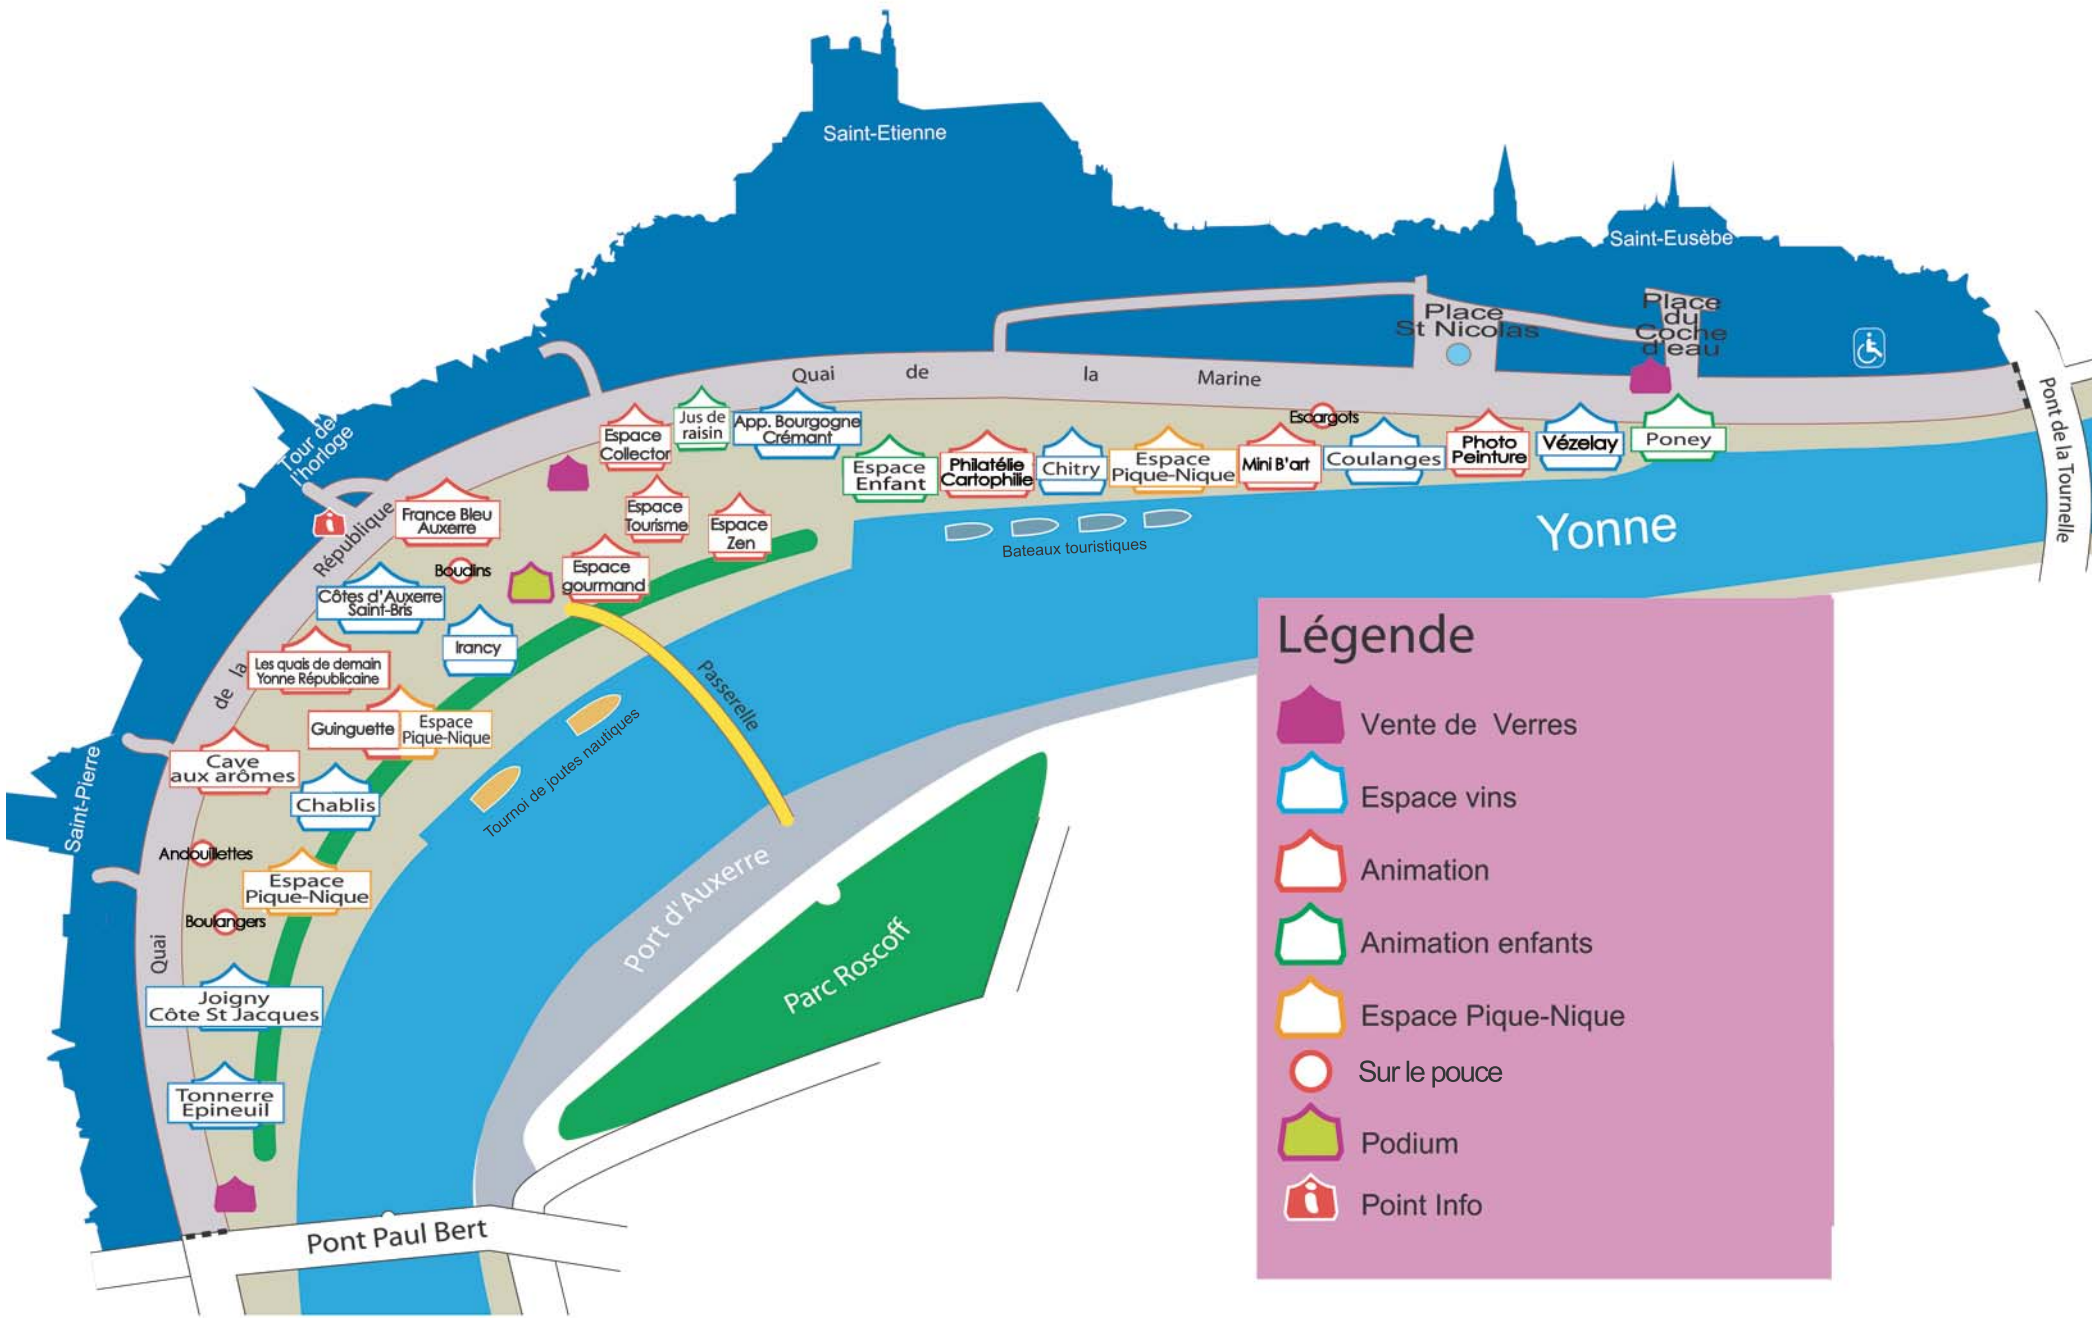 Saint-Etienne
Saint-Eusèbe
Place
St Nicolas
Place
du
Coche
d'eau
Quai de la Marine
Pont de la Tournelle
Tour de
l'horloge
Saint-Pierre
Quai de la République
Espace
Collector
Jus de
raisin
App. Bourgogne
Crémant
Espace
Enfant
Philatélie
Cartophilie
Chitry
Espace
Pique-Nique
Mini B'art
Escargots
Coulanges
Photo
Peinture
Vézelay
Poney
France Bleu
Auxerre
Espace
Tourisme
Espace
Zen
Boudins
Espace
gourmand
Côtes d'Auxerre
Saint-Bris
Irancy
Les quais de demain
Yonne Républicaine
Guinguette
Espace
Pique-Nique
Cave
aux arômes
Chablis
Andouillettes
Espace
Pique-Nique
Boulangers
Joigny
Côte St Jacques
Tonnerre
Epineuil
Bateaux touristiques
Yonne
Passerelle
Tournoi de joutes nautiques
Port d'Auxerre
Parc Roscoff
Pont Paul Bert
Légende
Vente de Verres
Espace vins
Animation
Animation enfants
Espace Pique-Nique
Sur le pouce
Podium
Point Info